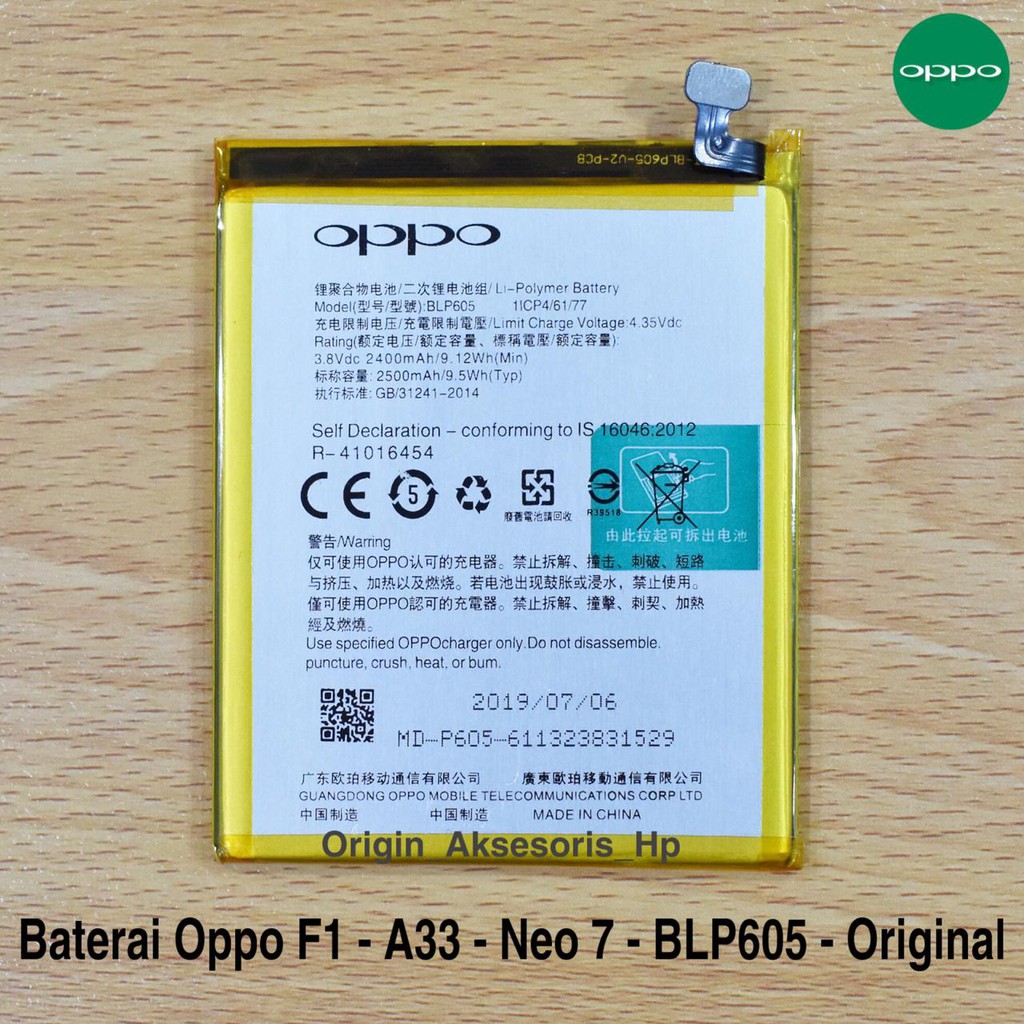 oppo
BLP605-V2-PCB
oppo
锂聚合物电池/二次锂电池组/Li-Polymer Battery
Model(型号/型號):BLP605 1ICP4/61/77
充电限制电压/充電限制電壓/Limit Charge Voltage:4.35Vdc
Rating(额定电压/额定容量、標稱電壓/額定容量):
3.8Vdc 2400mAh/9.12Wh(Min)
标称容量: 2500mAh/9.5Wh(Typ)
执行标准: GB/31241-2014
Self Declaration – conforming to IS 16046:2012
R-41016454
CE 5
廢舊電池請回收 R39518
由此拉起可拆出电池
警告/Warring
仅可使用OPPO认可的充电器。禁止拆解、撞击、刺破、短路
与挤压、加热以及燃烧。若电池出现鼓胀或浸水，禁止使用。
僅可使用OPPO認可的充電器。禁止拆解、撞擊、刺契、加熱
經及燃燒。
Use specified OPPOcharger only.Do not disassemble.
puncture, crush, heat, or bum.
2019/07/06
MD-P605-611323831529
广东欧珀移动通信有限公司 廣東歐珀移動通信有限公司
GUANGDONG OPPO MOBILE TELECOMMUNICATIONS CORP LTD
中国制造 中国制造 MADE IN CHINA
Origin_Aksesoris_Hp
Baterai Oppo F1 - A33 - Neo 7 - BLP605 - Original